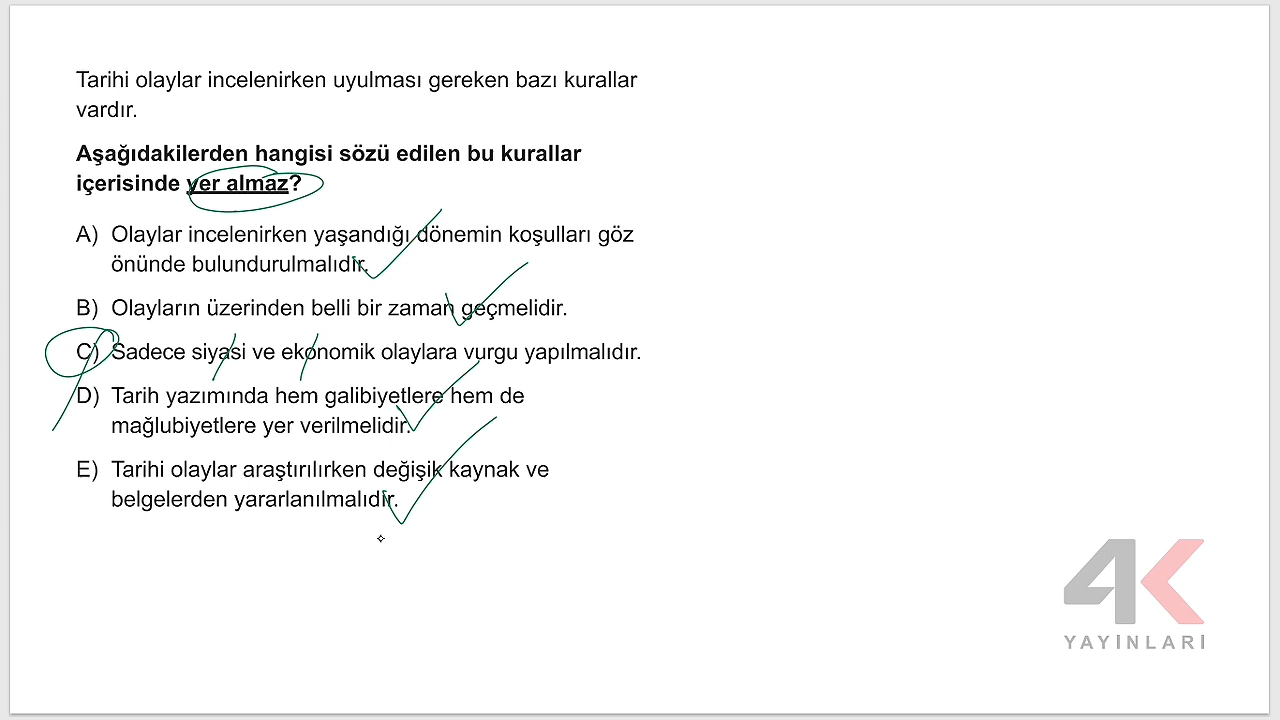 Tarihi olaylar incelenirken uyulması gereken bazı kurallar
vardır.
Aşağıdakilerden hangisi sözü edilen bu kurallar
içerisinde yer almaz?
A) Olaylar incelenirken yaşandığı dönemin koşulları göz
önünde bulundurulmalıdır.
B) Olayların üzerinden belli bir zaman geçmelidir.
C) Sadece siyasi ve ekonomik olaylara vurgu yapılmalıdır.
D) Tarih yazımında hem galibiyetlere hem de
mağlubiyetlere yer verilmelidir.
E) Tarihi olaylar araştırılırken değişik kaynak ve
belgelerden yararlanılmalıdır.
4K
YAYINLARI